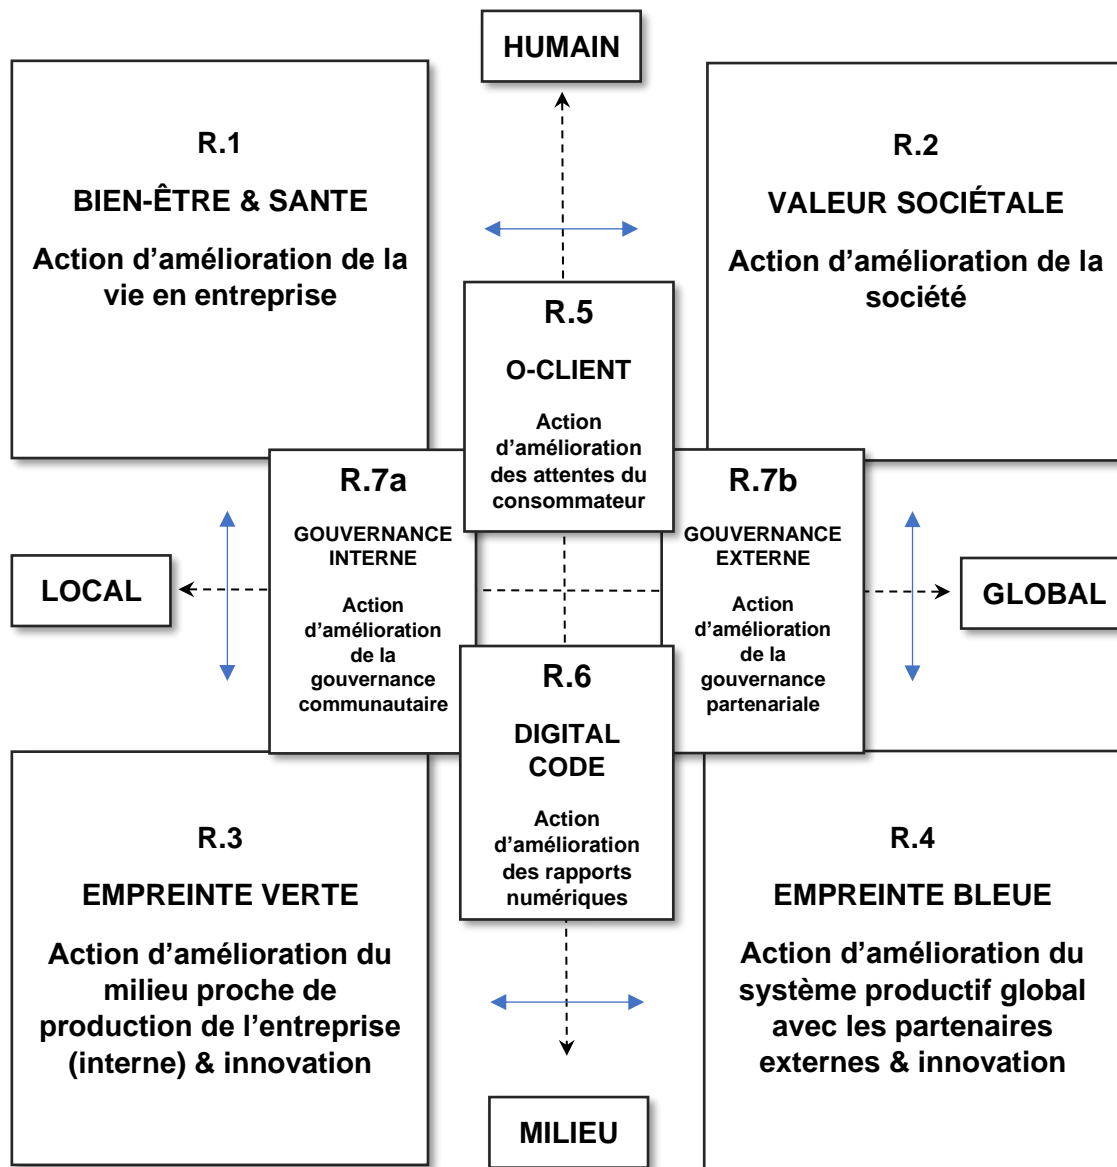 HUMAIN
R.1
BIEN-ÊTRE & SANTE
Action d’amélioration de la
vie en entreprise
R.2
VALEUR SOCIÉTALE
Action d’amélioration de la
société
R.5
O-CLIENT
Action
d’amélioration
des attentes du
consommateur
LOCAL
R.7a
GOUVERNANCE
INTERNE
Action
d’amélioration
de la
gouvernance
communautaire
R.7b
GOUVERNANCE
EXTERNE
Action
d’amélioration
de la
gouvernance
partenariale
GLOBAL
R.6
DIGITAL
CODE
Action
d’amélioration
des rapports
numériques
R.3
EMPREINTE VERTE
Action d’amélioration du
milieu proche de
production de l’entreprise
(interne) & innovation
R.4
EMPREINTE BLEUE
Action d’amélioration du
système productif global
avec les partenaires
externes & innovation
MILIEU